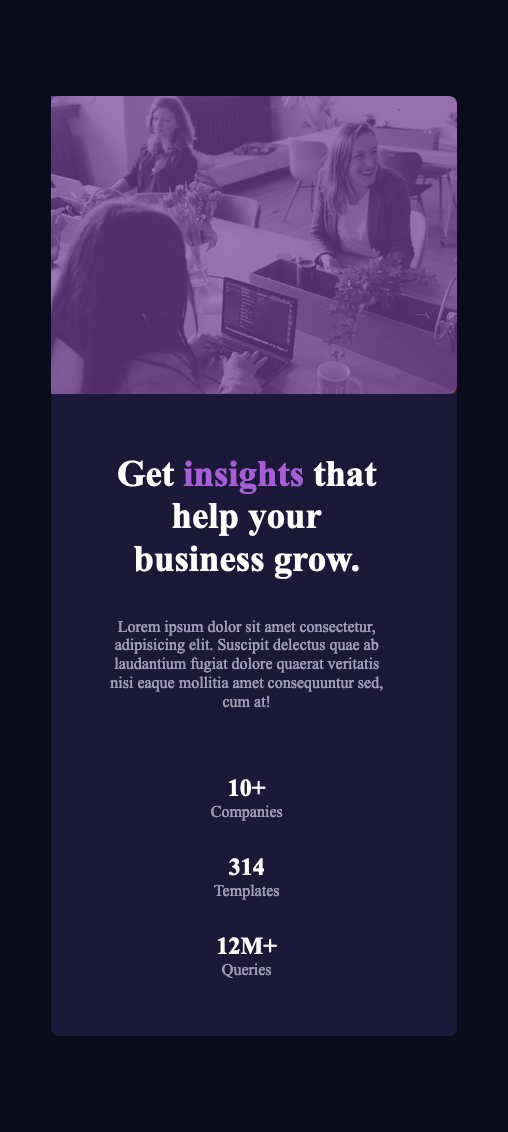 Get insights that
help your
business grow.
Lorem ipsum dolor sit amet consectetur,
adipisicing elit. Suscipit delectus quae ab
laudantium fugiat dolore quaerat veritatis
nisi eaque mollitia amet consequuntur sed,
cum at!
10+
Companies
314
Templates
12M+
Queries